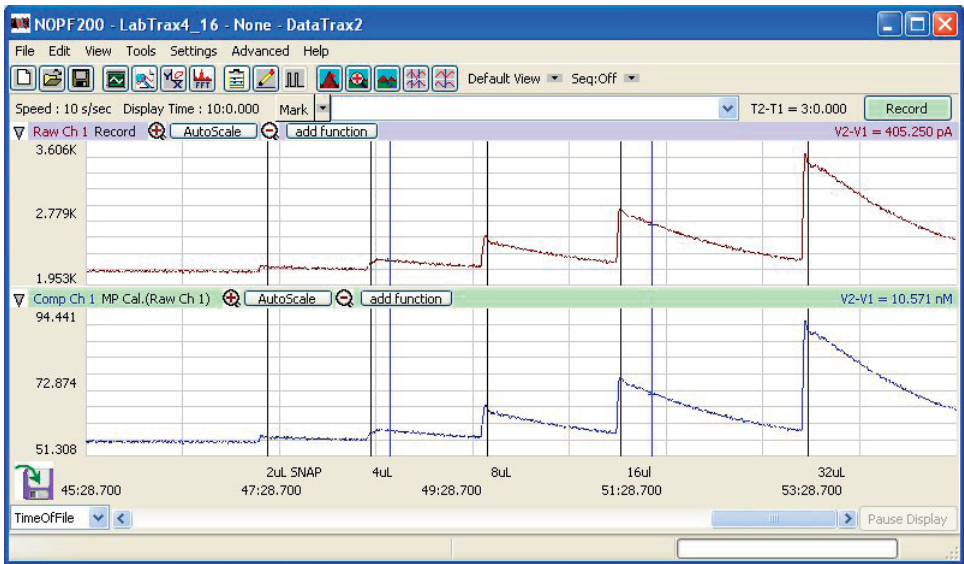 NOPF200 - LabTrax4_16 - None - DataTrax2
File Edit View Tools Settings Advanced Help
Y&X FFT Default View Seq:Off
Speed : 10 s/sec Display Time : 10:0.000 Mark T2-T1 = 3:0.000 Record
Raw Ch 1 Record AutoScale add function V2-V1 = 405.250 pA
3.606K
2.779K
1.953K
Comp Ch 1 MP Cal.(Raw Ch 1) AutoScale add function V2-V1 = 10.571 nM
94.441
72.874
51.308
2uL SNAP 4uL 8uL 16ul 32uL
45:28.700 47:28.700 49:28.700 51:28.700 53:28.700
TimeOfFile Pause Display